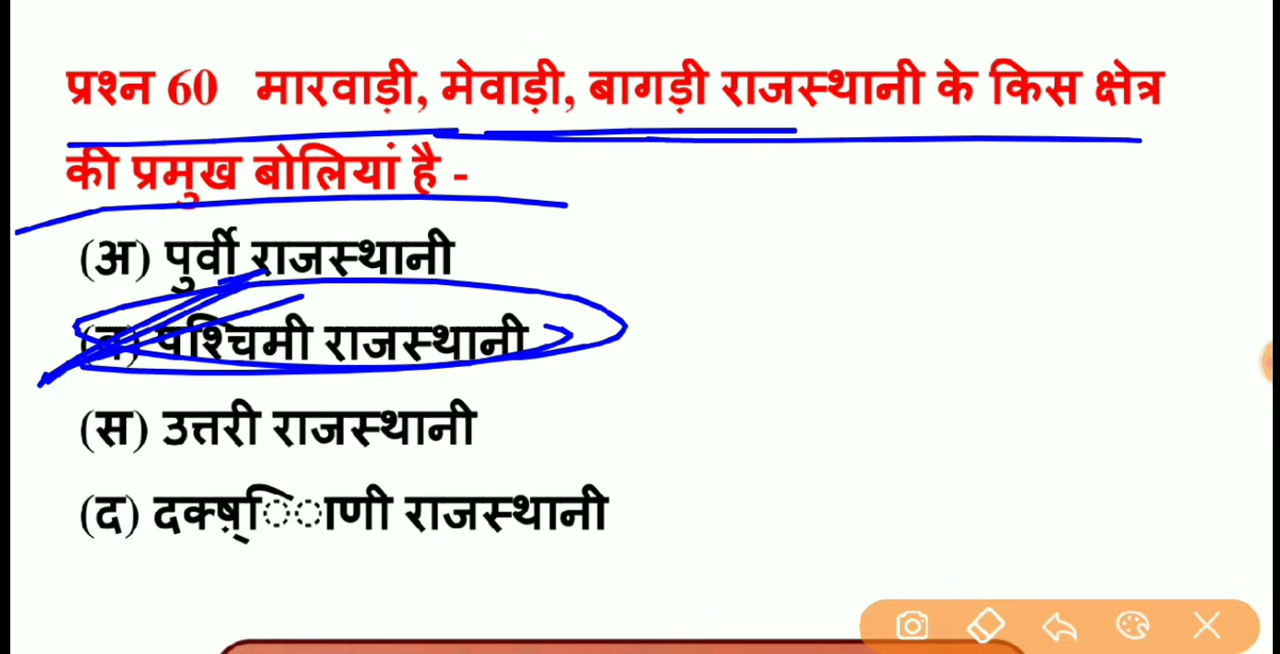 प्रश्न 60 मारवाड़ी, मेवाड़ी, बागड़ी राजस्थानी के किस क्षेत्र
की प्रमुख बोलियां है -
(अ) पुर्वी राजस्थानी
(ब) पश्चिमी राजस्थानी
(स) उत्तरी राजस्थानी
(द) दक्ष़्िाणी राजस्थानी